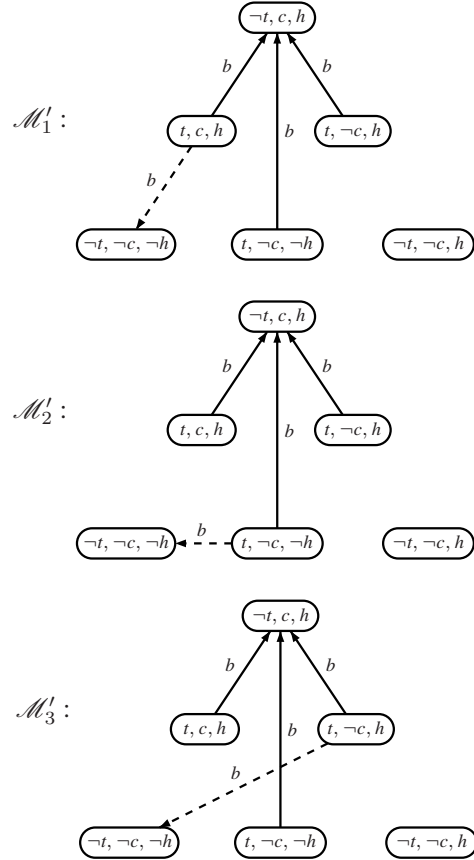 ¬t, c, h
b b
ℳ′₁ : t, c, h t, ¬c, h
b b
¬t, ¬c, ¬h t, ¬c, ¬h ¬t, ¬c, h
¬t, c, h
b b
ℳ′₂ : t, c, h t, ¬c, h
b
b
¬t, ¬c, ¬h t, ¬c, ¬h ¬t, ¬c, h
¬t, c, h
b b
ℳ′₃ : t, c, h t, ¬c, h
b
b
¬t, ¬c, ¬h t, ¬c, ¬h ¬t, ¬c, h